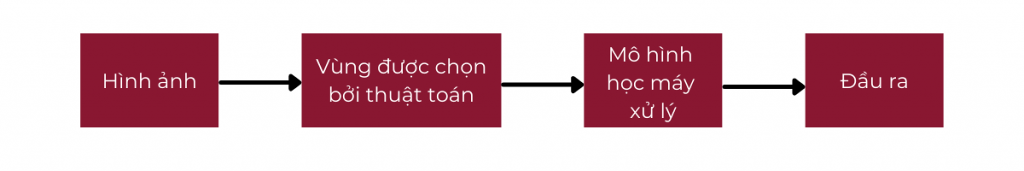 Hình ảnh
Vùng được chọn
bởi thuật toán
Mô hình
học máy
xử lý
Đầu ra